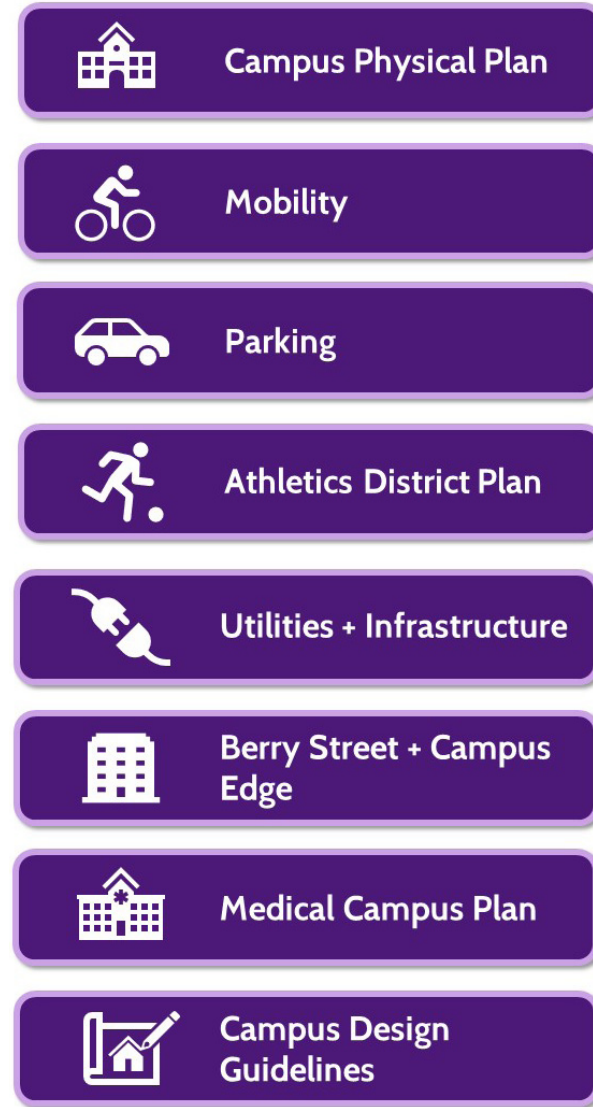 Campus Physical Plan
Mobility
Parking
Athletics District Plan
Utilities + Infrastructure
Berry Street + Campus
Edge
Medical Campus Plan
Campus Design
Guidelines